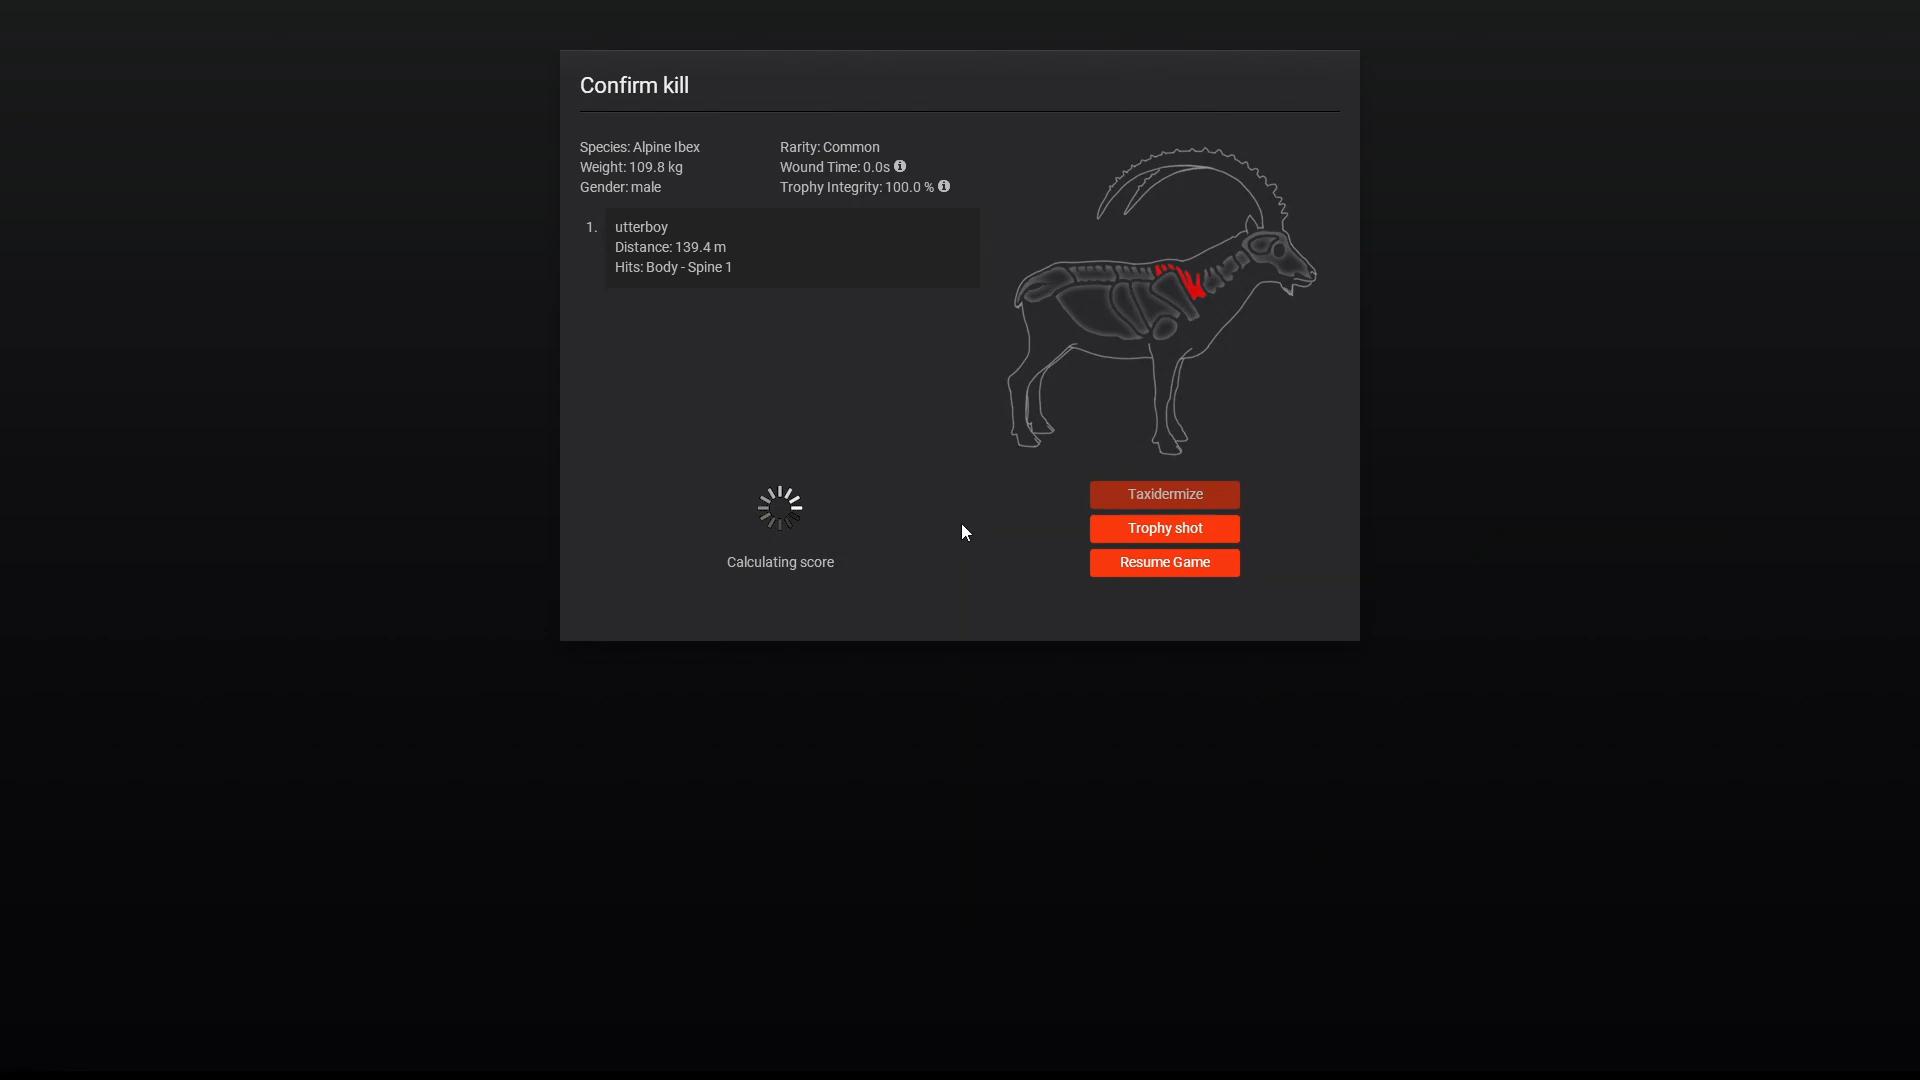 Confirm kill
Species: Alpine Ibex
Weight: 109.8 kg
Gender: male
Rarity: Common
Wound Time: 0.0s
Trophy Integrity: 100.0 %
1.
utterboy
Distance: 139.4 m
Hits: Body - Spine 1
Calculating score
Taxidermize
Trophy shot
Resume Game